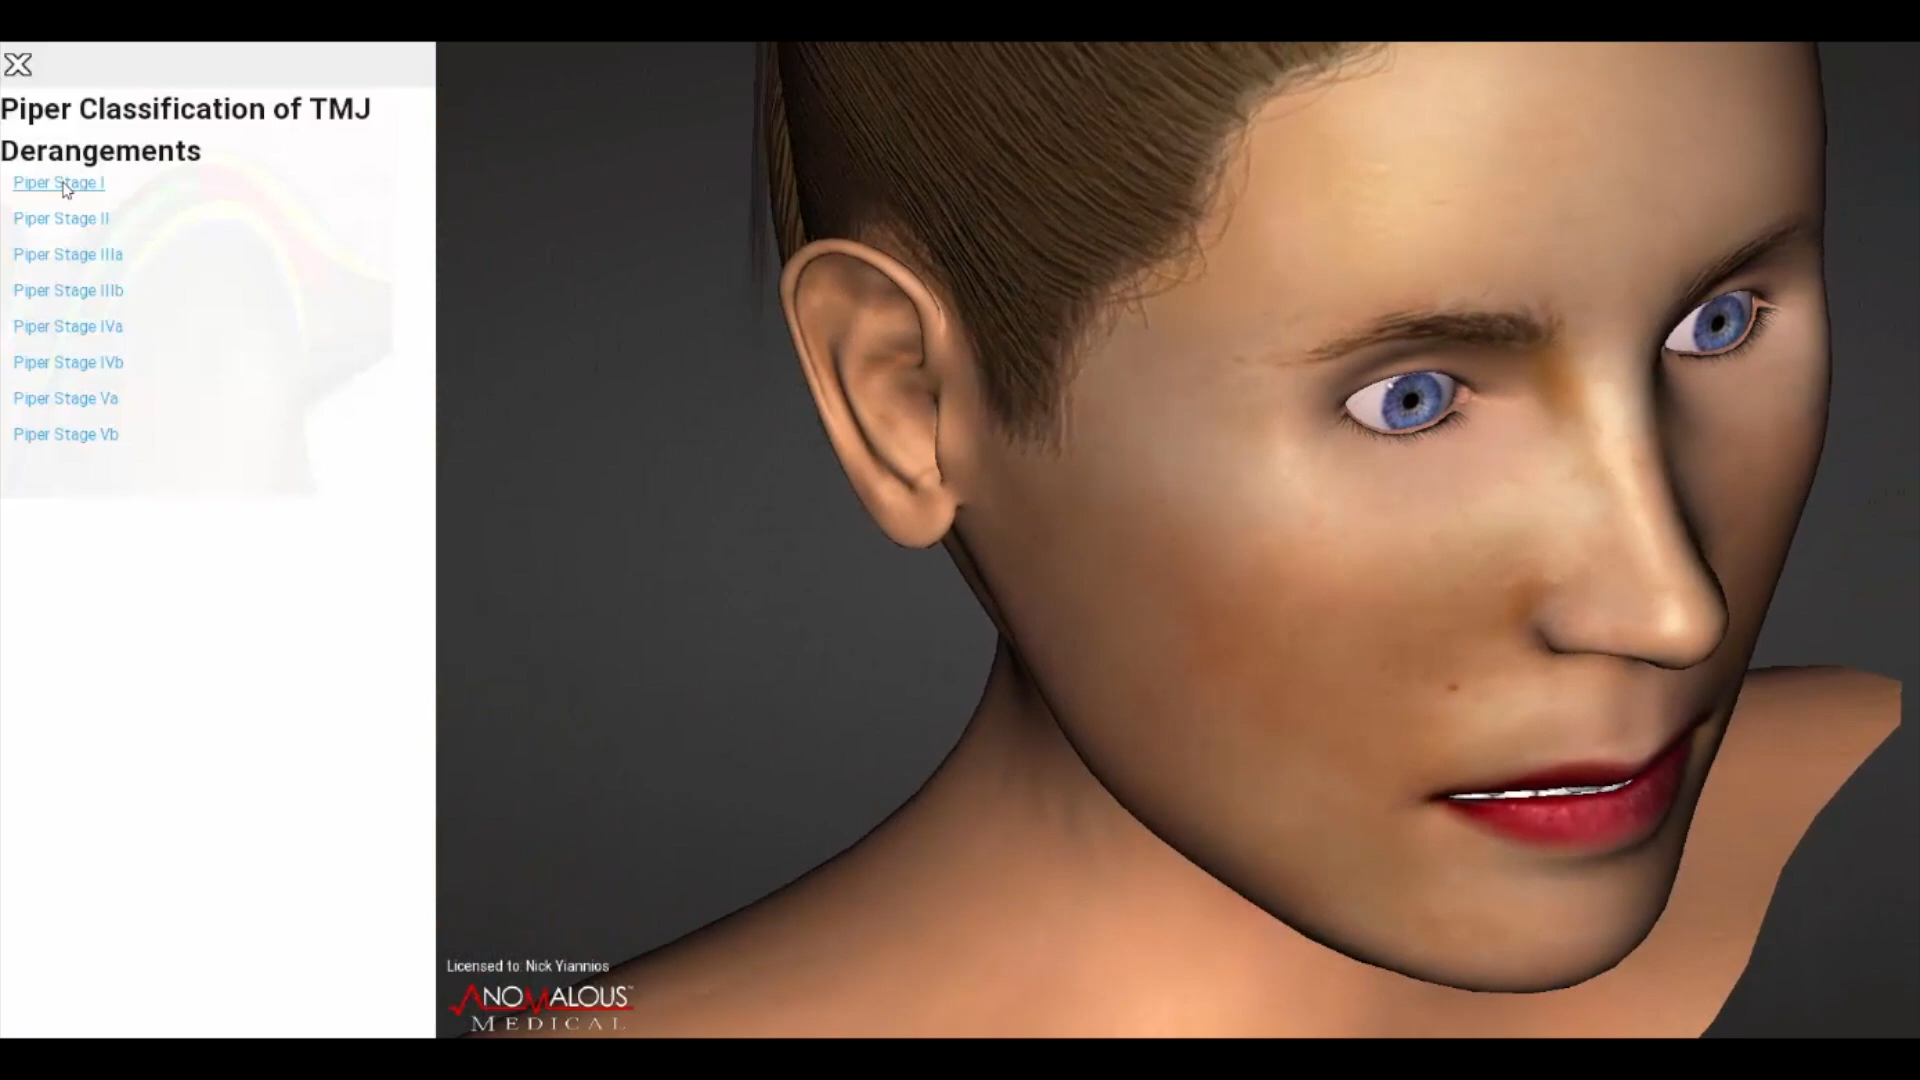 Piper Classification of TMJ
Derangements
Piper Stage I
Piper Stage II
Piper Stage IIIa
Piper Stage IIIb
Piper Stage IVa
Piper Stage IVb
Piper Stage Va
Piper Stage Vb
Licensed to: Nick Yiannios
ANOMALOUS™
MEDICAL